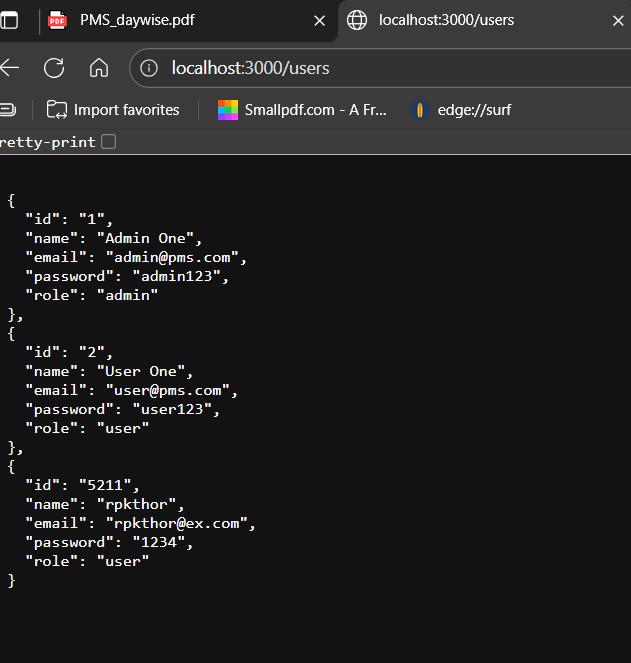 PMS_daywise.pdf
localhost:3000/users
localhost:3000/users
Import favorites
Smallpdf.com - A Fr...
edge://surf
retty-print
{
"id": "1",
"name": "Admin One",
"email": "admin@pms.com",
"password": "admin123",
"role": "admin"
},
{
"id": "2",
"name": "User One",
"email": "user@pms.com",
"password": "user123",
"role": "user"
},
{
"id": "5211",
"name": "rpkthor",
"email": "rpkthor@ex.com",
"password": "1234",
"role": "user"
}